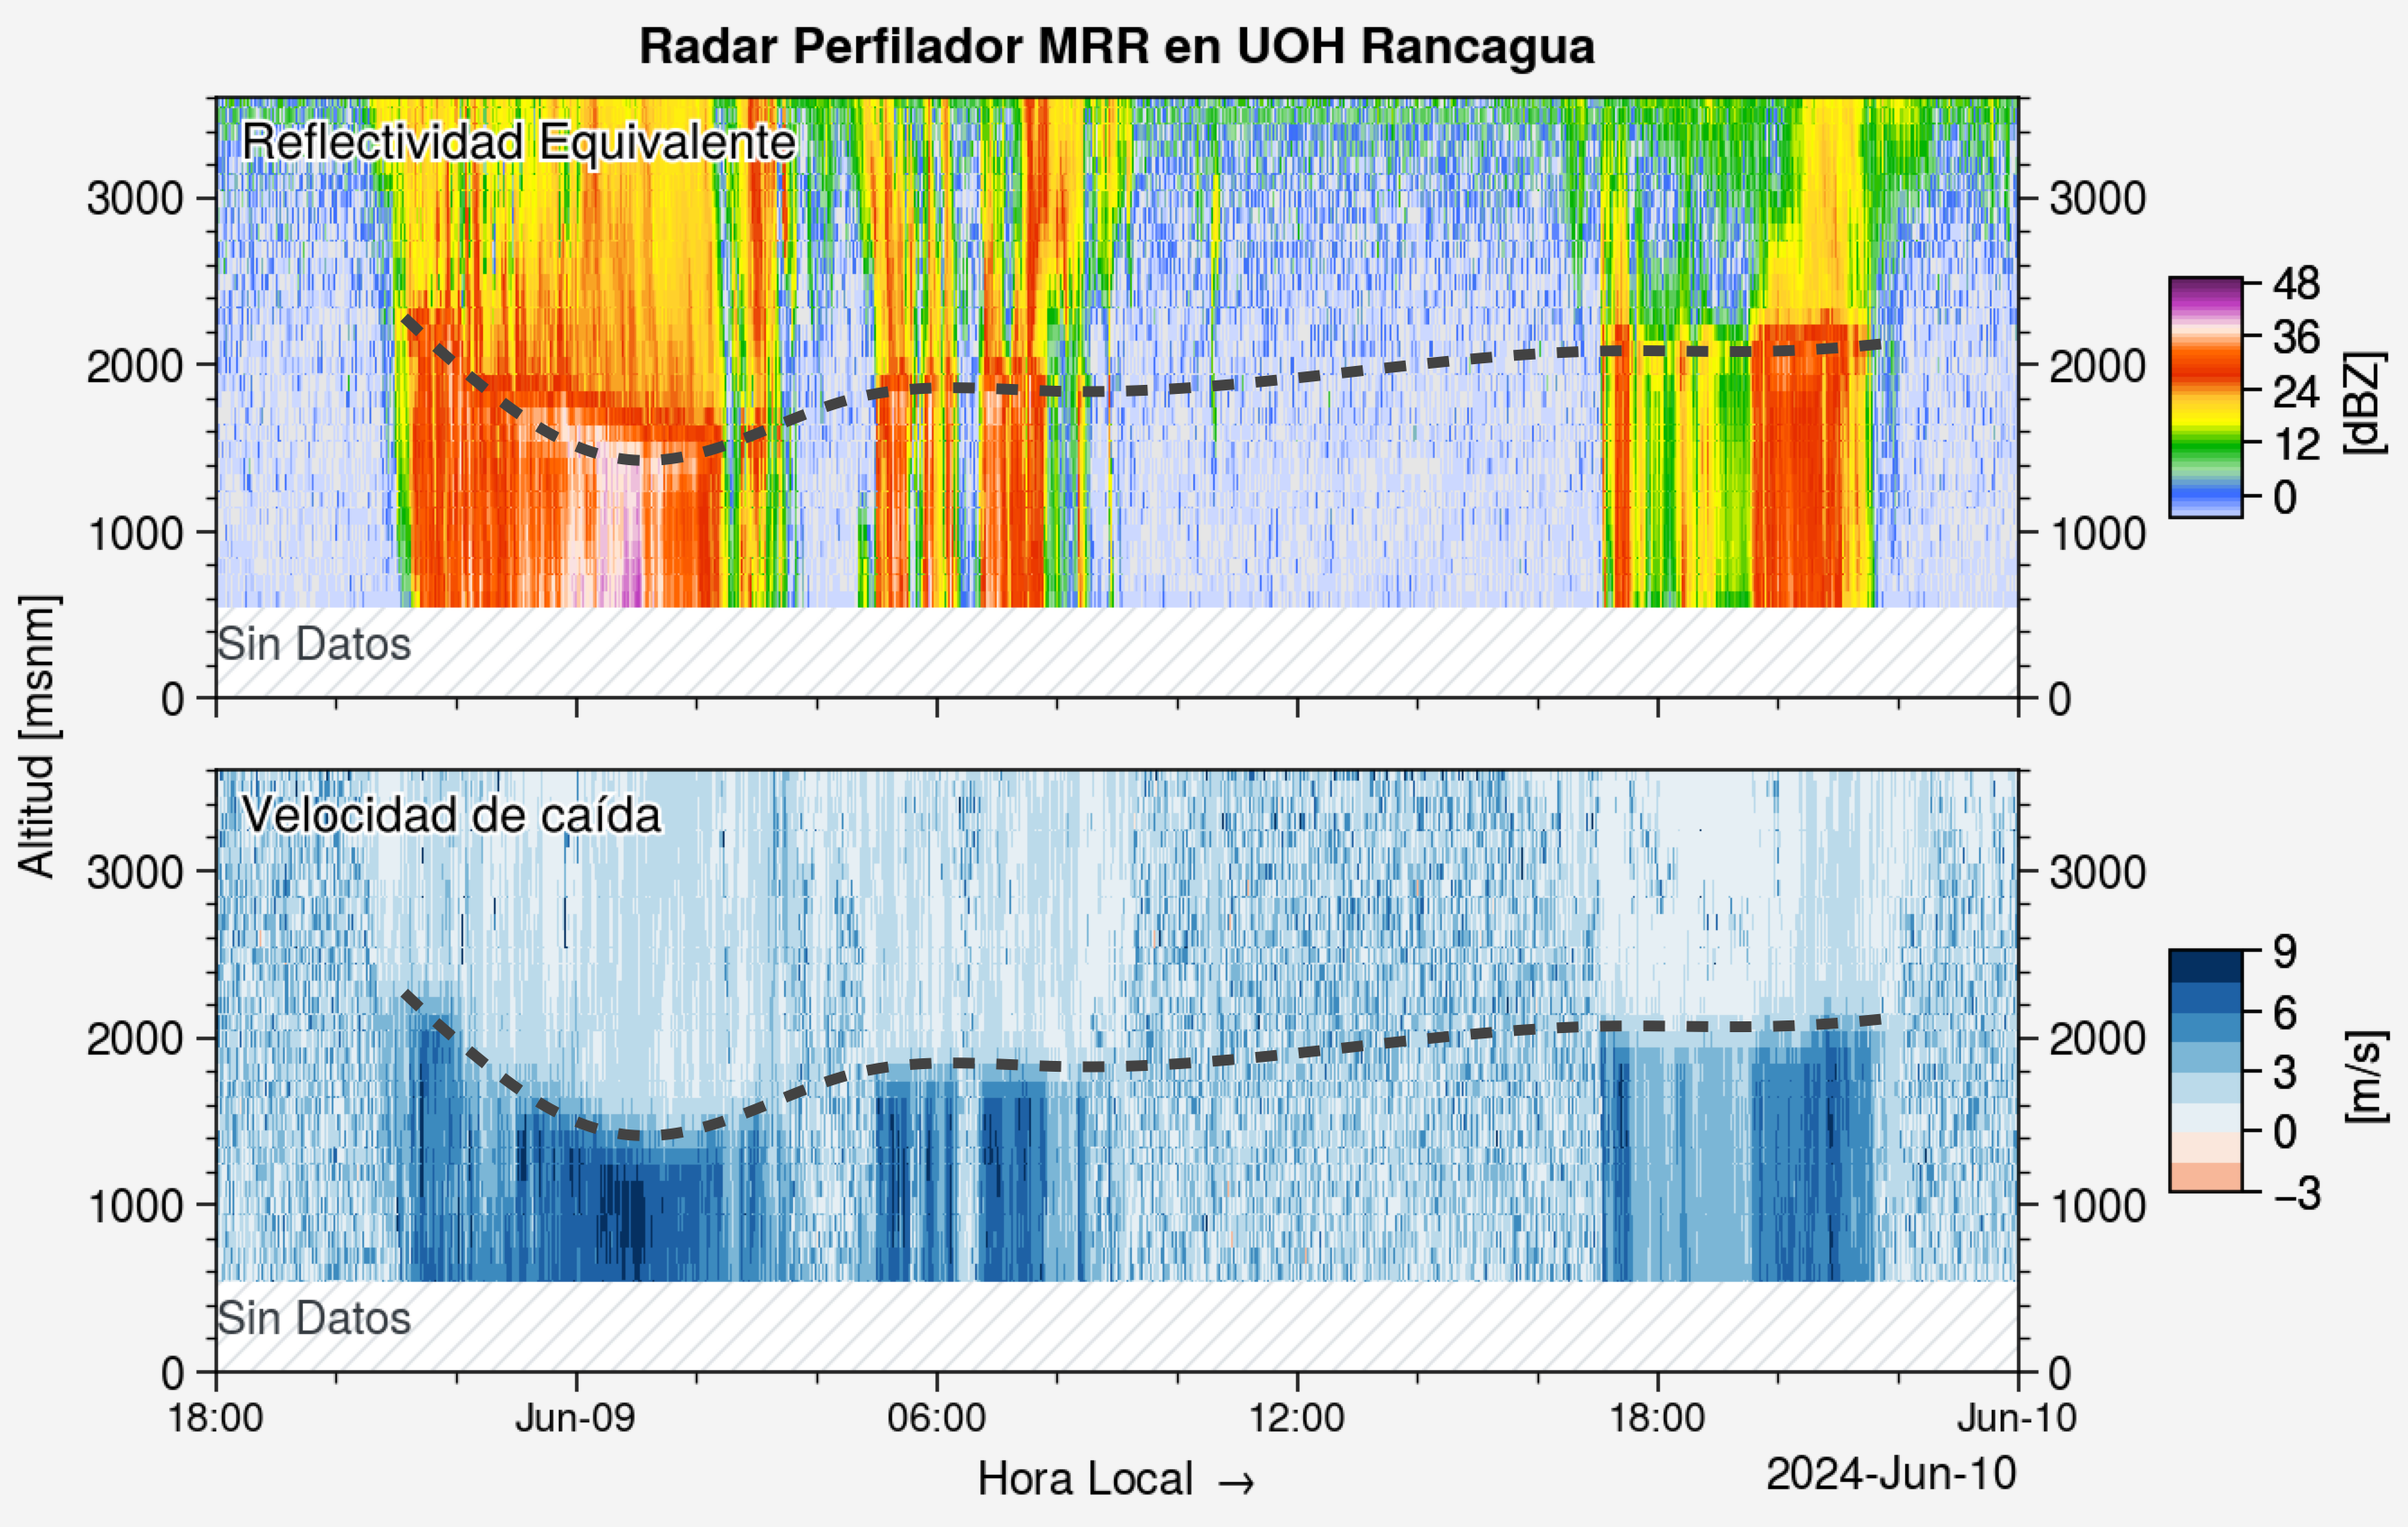 Radar Perfilador MRR en UOH Rancagua
Reflectividad Equivalente
3000
2000
1000
0
Sin Datos
3000
2000
1000
0
48
36
24
12
0
[dBZ]
Altitud [msnm]
Velocidad de caída
3000
2000
1000
0
Sin Datos
3000
2000
1000
0
9
6
3
0
−3
[m/s]
18:00 Jun-09 06:00 12:00 18:00 Jun-10
Hora Local →
2024-Jun-10